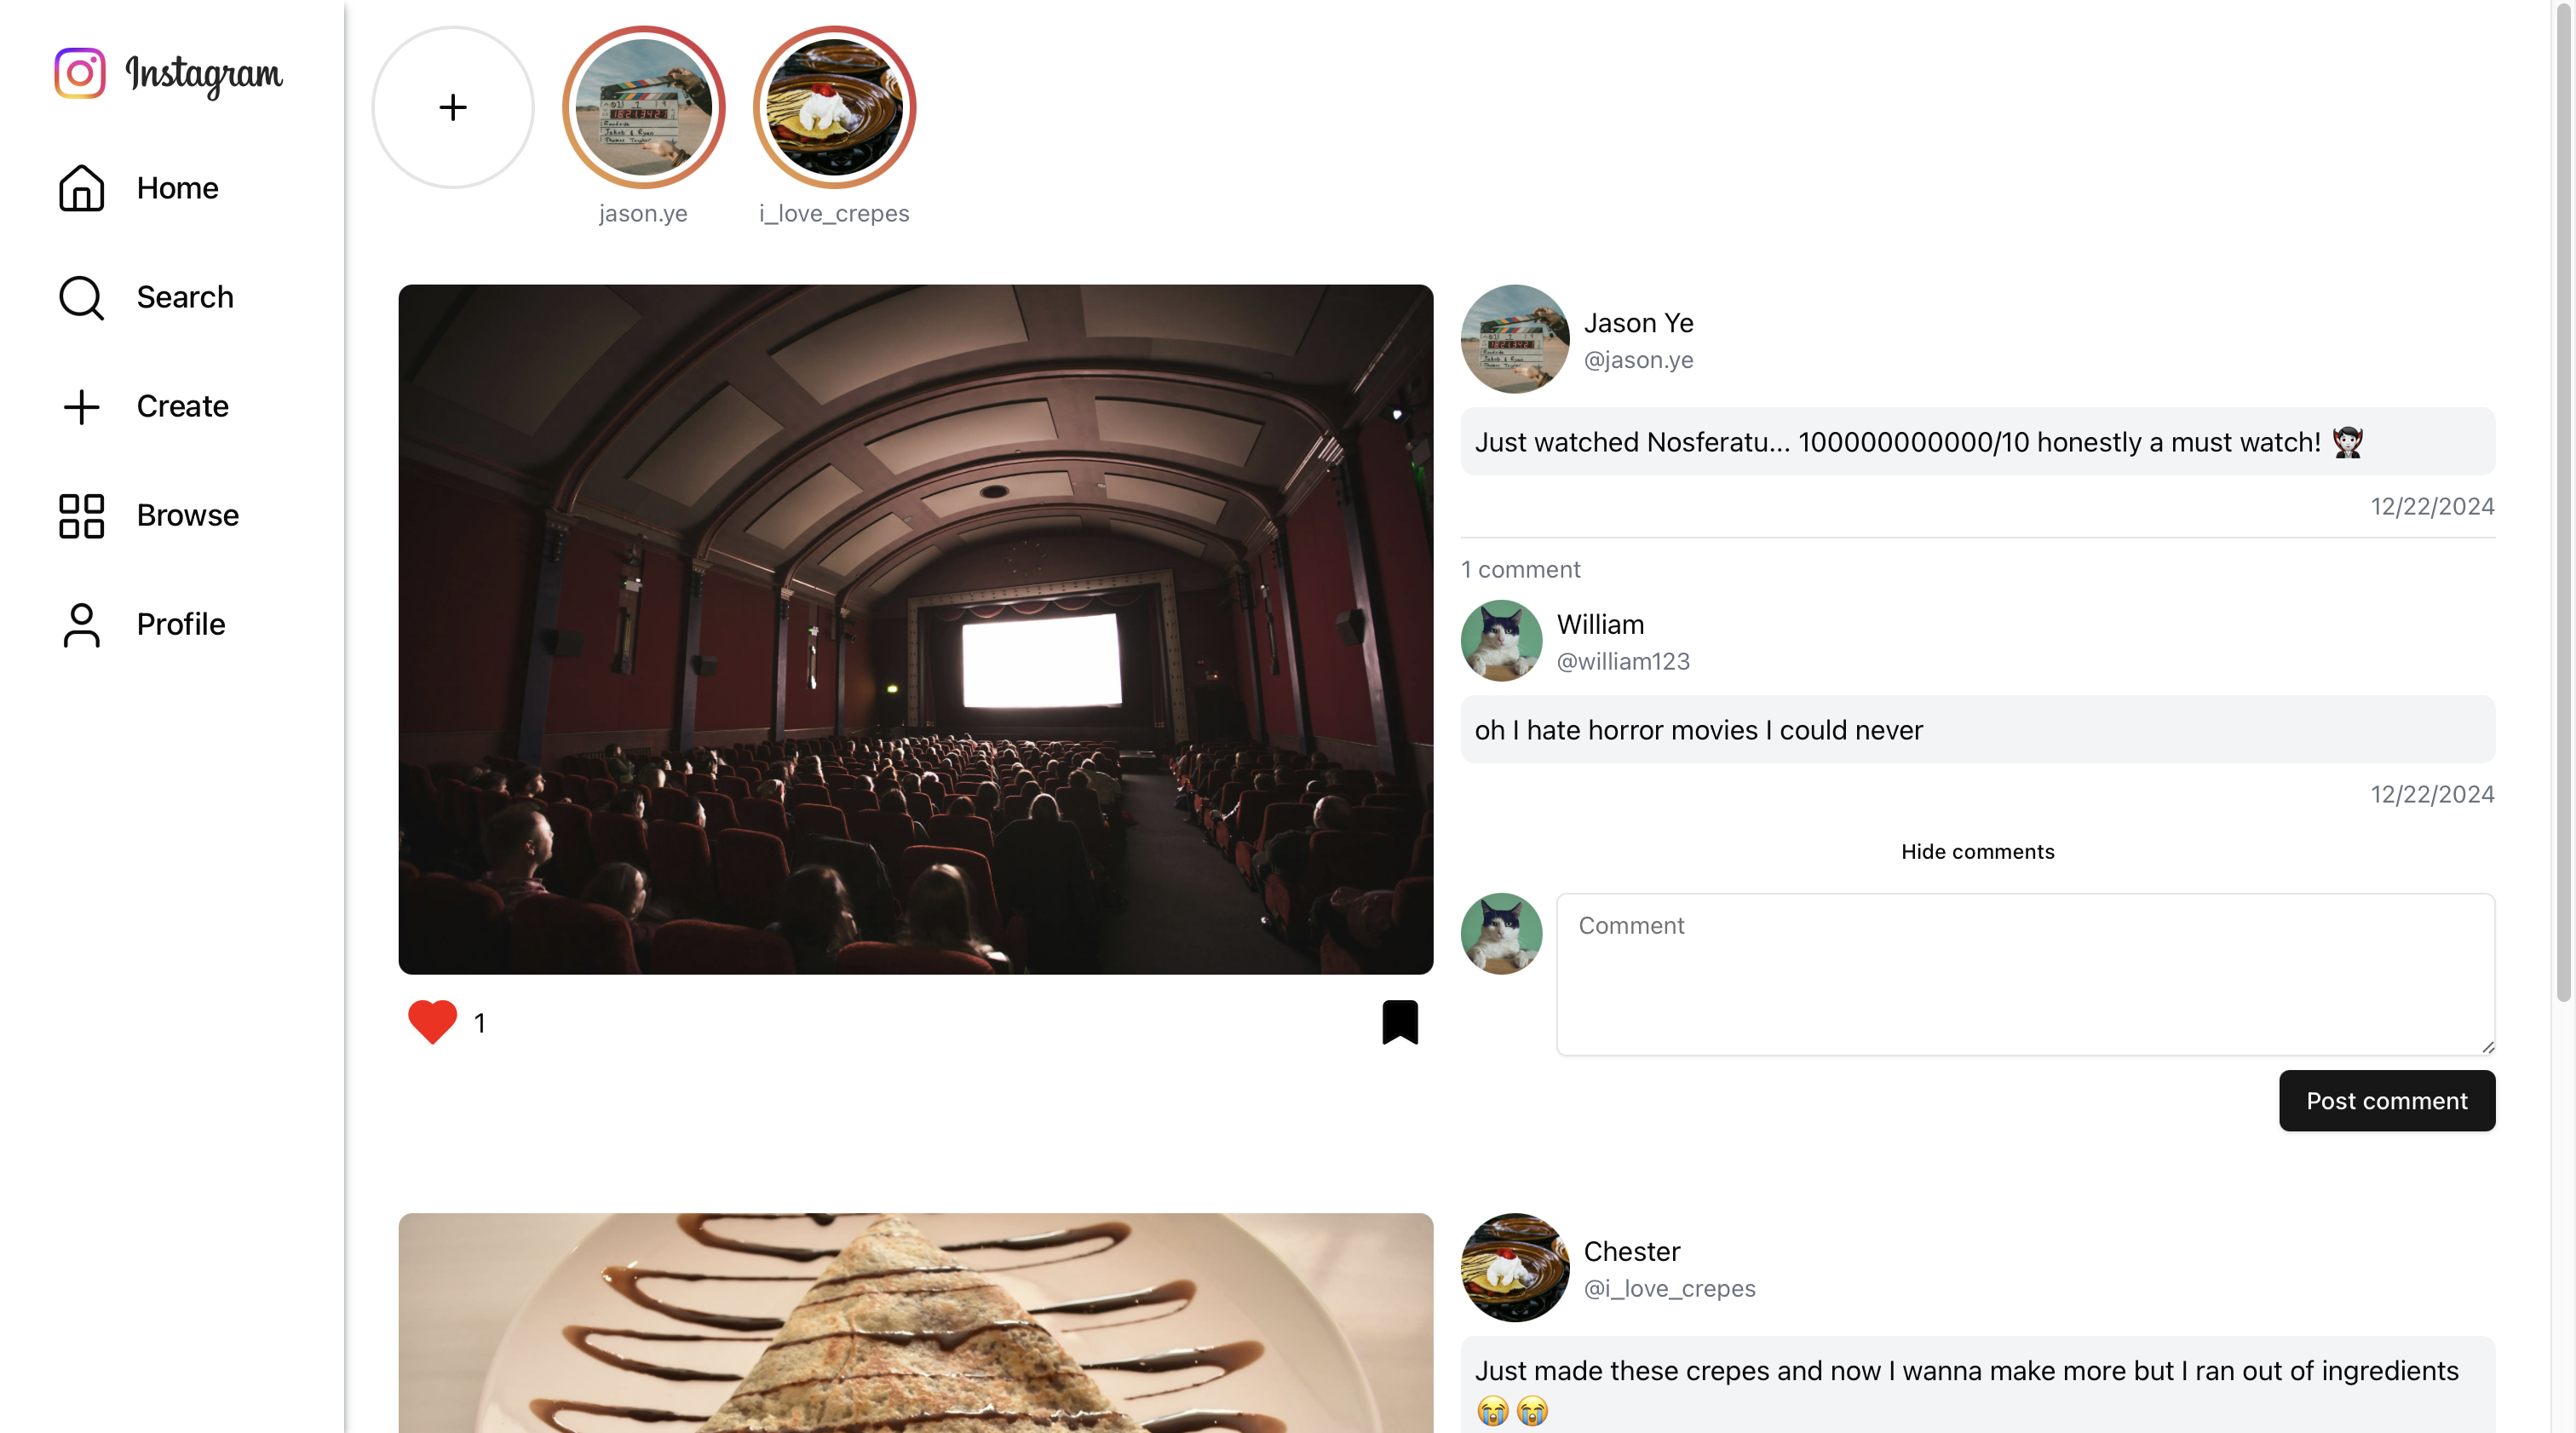 Instagram
Home
Search
Create
Browse
Profile
jason.ye
i_love_crepes
Jason Ye
@jason.ye
Just watched Nosferatu... 100000000000/10 honestly a must watch! 🧛🏻
12/22/2024
1 comment
William
@william123
oh I hate horror movies I could never
12/22/2024
Hide comments
Comment
1
Post comment
Chester
@i_love_crepes
Just made these crepes and now I wanna make more but I ran out of ingredients
😭😭